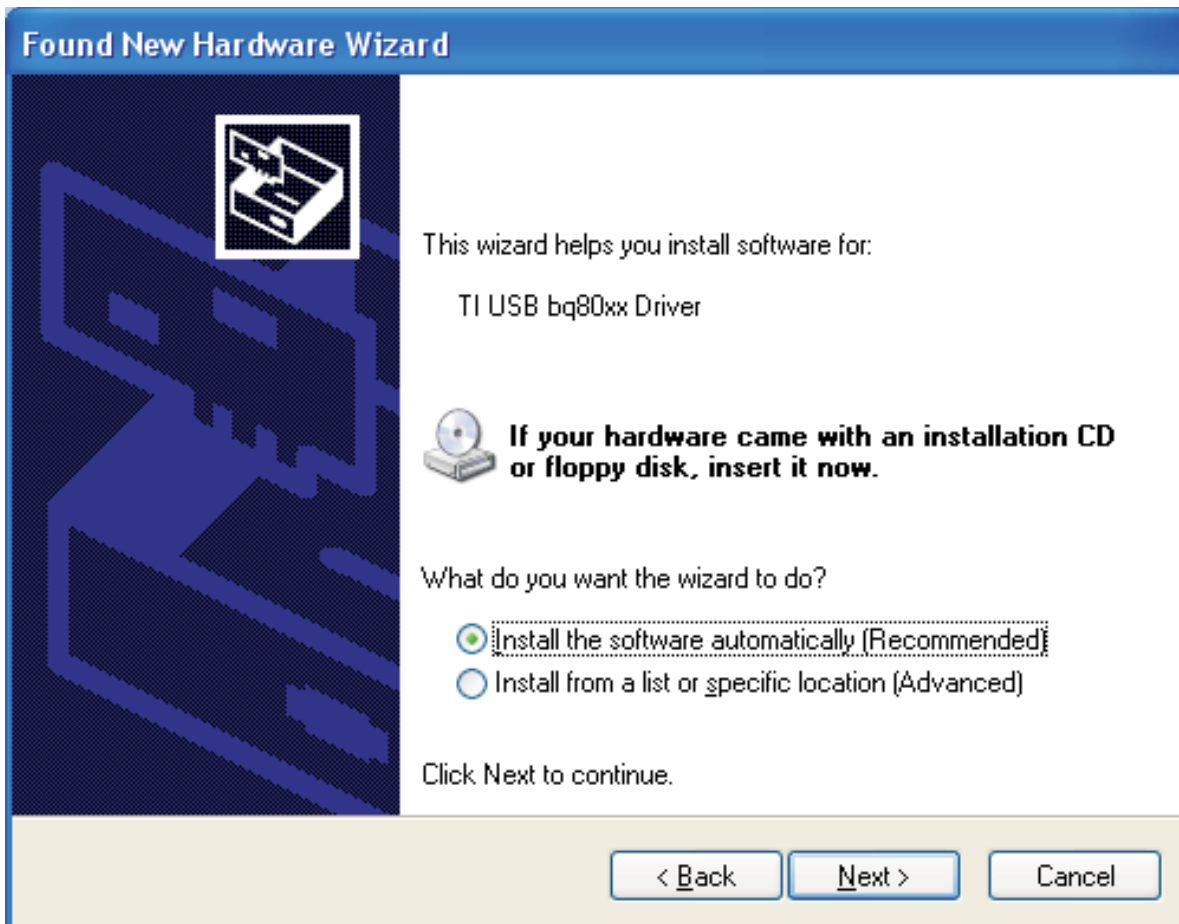 Found New Hardware Wizard
This wizard helps you install software for:
TI USB bq80xx Driver
If your hardware came with an installation CD
or floppy disk, insert it now.
What do you want the wizard to do?
Install the software automatically (Recommended)
Install from a list or specific location (Advanced)
Click Next to continue.
< Back
Next >
Cancel